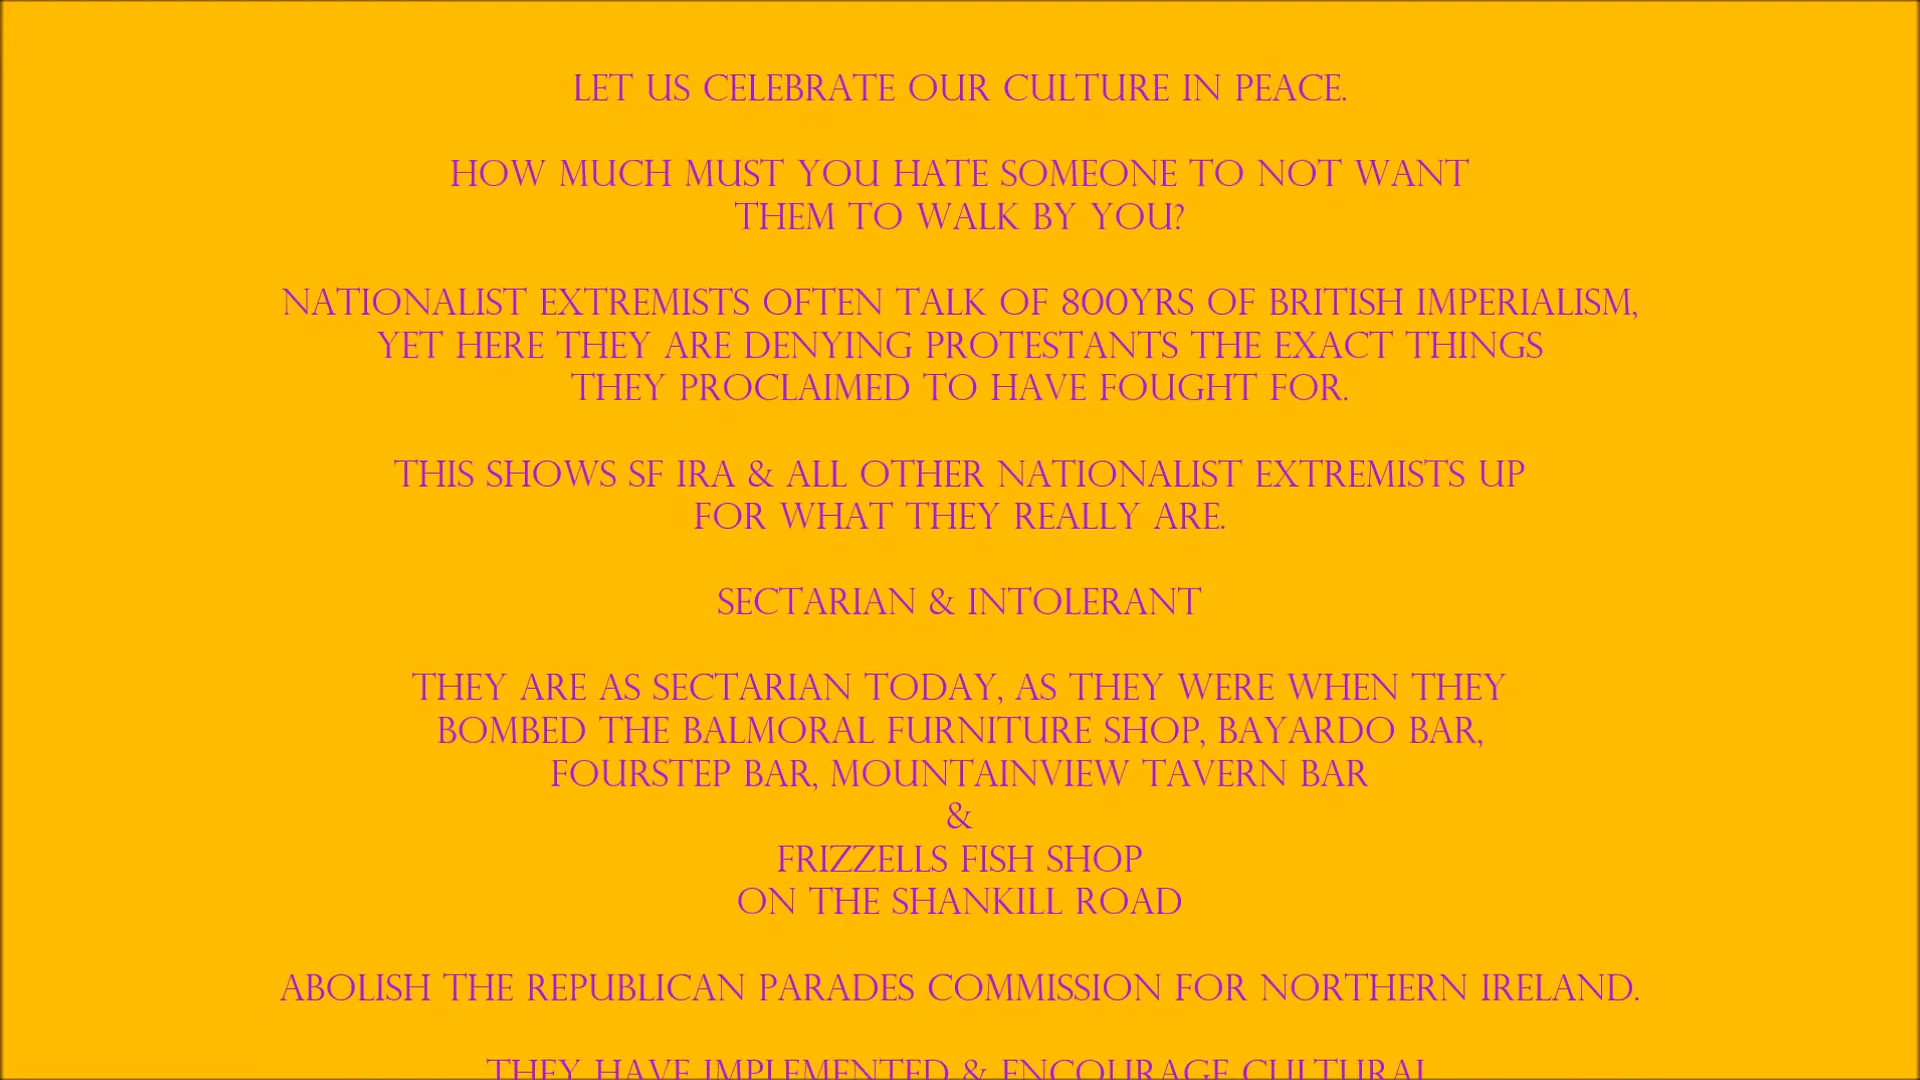 LET US CELEBRATE OUR CULTURE IN PEACE.
HOW MUCH MUST YOU HATE SOMEONE TO NOT WANT
THEM TO WALK BY YOU?
NATIONALIST EXTREMISTS OFTEN TALK OF 800YRS OF BRITISH IMPERIALISM,
YET HERE THEY ARE DENYING PROTESTANTS THE EXACT THINGS
THEY PROCLAIMED TO HAVE FOUGHT FOR.
THIS SHOWS SF IRA & ALL OTHER NATIONALIST EXTREMISTS UP
FOR WHAT THEY REALLY ARE.
SECTARIAN & INTOLERANT
THEY ARE AS SECTARIAN TODAY, AS THEY WERE WHEN THEY
BOMBED THE BALMORAL FURNITURE SHOP, BAYARDO BAR,
FOURSTEP BAR, MOUNTAINVIEW TAVERN BAR
&
FRIZZELLS FISH SHOP
ON THE SHANKILL ROAD
ABOLISH THE REPUBLICAN PARADES COMMISSION FOR NORTHERN IRELAND.
THEY HAVE IMPLEMENTED & ENCOURAGE CULTURAL